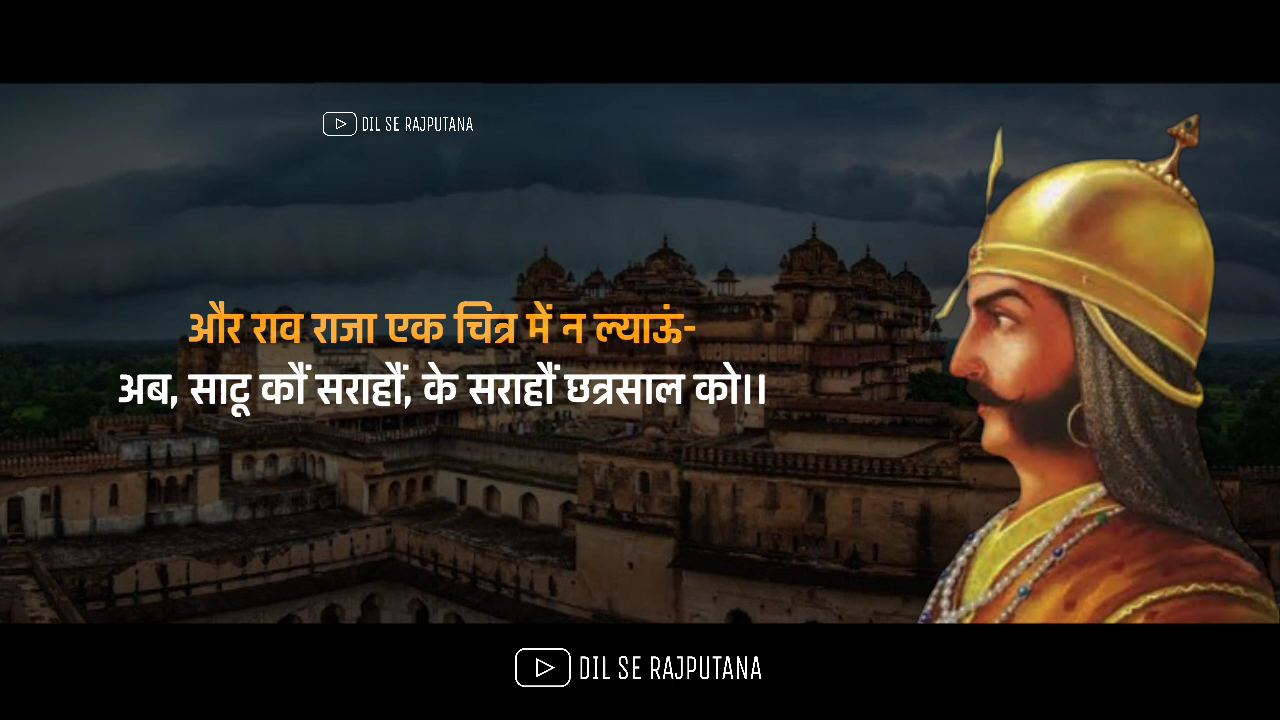 DIL SE RAJPUTANA
और राव राजा एक चित्र में न ल्याऊं-
अब, साटू कौं सराहौं, के सराहौं छत्रसाल को।।
DIL SE RAJPUTANA